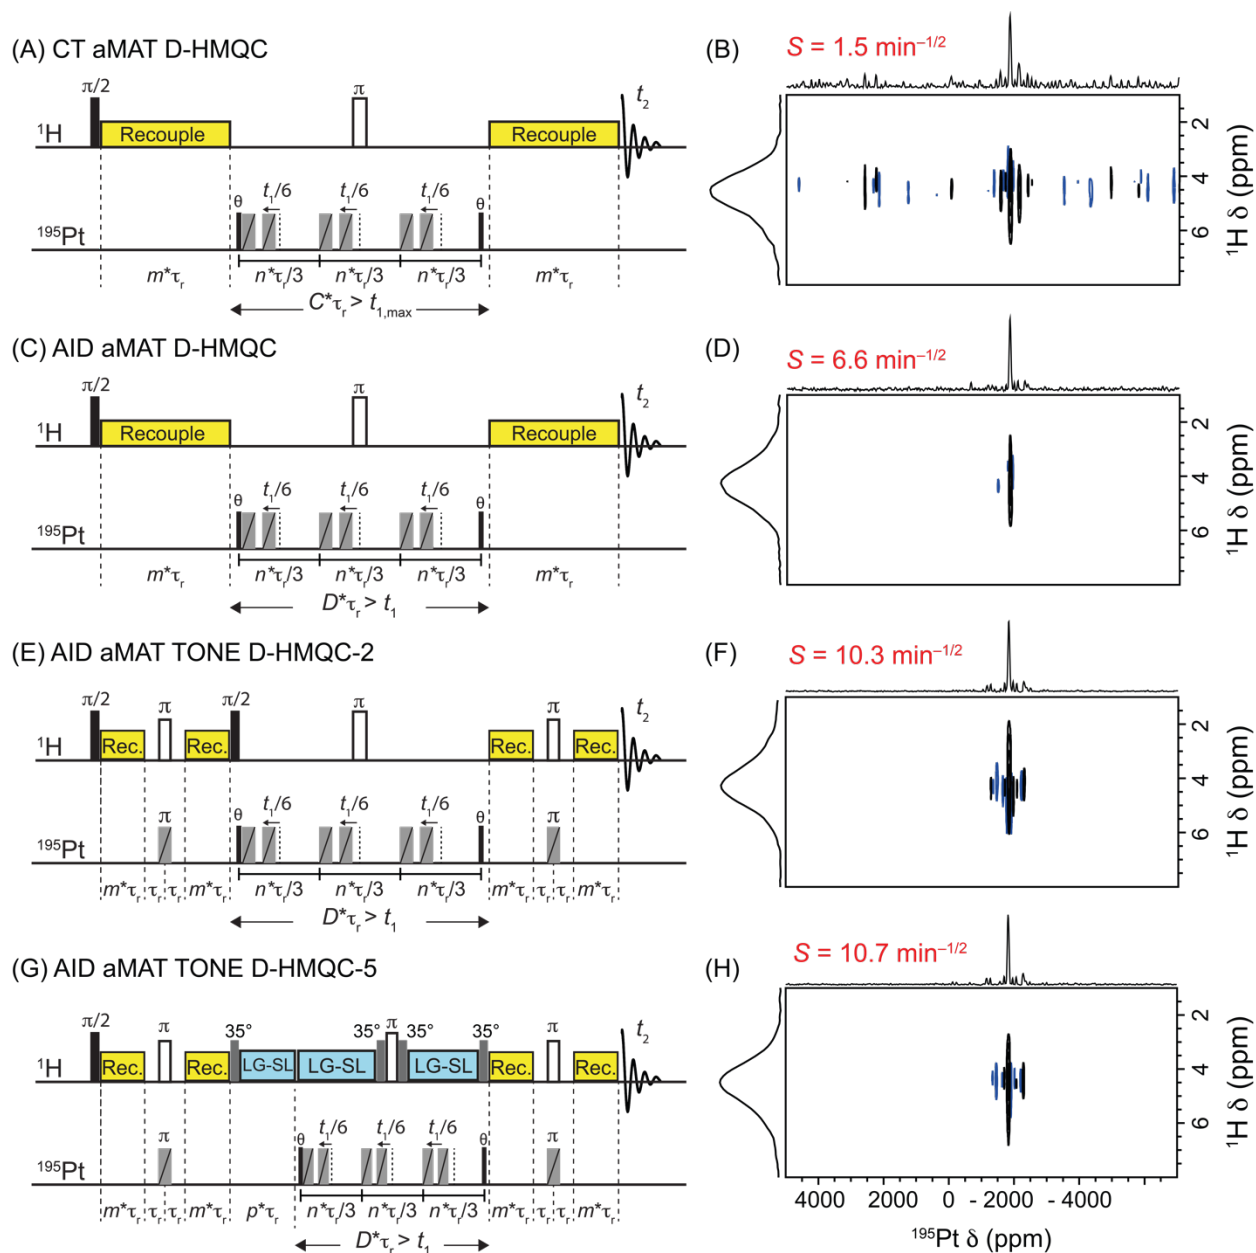 (A) CT aMAT D-HMQC
π/2
π
t₂
¹H
Recouple
Recouple
θ
t₁/6
t₁/6
t₁/6
θ
¹⁹⁵Pt
m*τᵣ
n*τᵣ/3
n*τᵣ/3
n*τᵣ/3
m*τᵣ
C*τᵣ > t₁,ₘₐₓ
(B)
S = 1.5 min⁻¹/²
2
4
6
¹H δ (ppm)
(C) AID aMAT D-HMQC
π/2
π
t₂
¹H
Recouple
Recouple
θ
t₁/6
t₁/6
t₁/6
θ
¹⁹⁵Pt
m*τᵣ
n*τᵣ/3
n*τᵣ/3
n*τᵣ/3
m*τᵣ
D*τᵣ > t₁
(D)
S = 6.6 min⁻¹/²
2
4
6
¹H δ (ppm)
(E) AID aMAT TONE D-HMQC-2
π/2
π
π/2
π
π
t₂
¹H
Rec.
Rec.
Rec.
Rec.
π
θ
t₁/6
t₁/6
t₁/6
θ
π
¹⁹⁵Pt
m*τᵣ
τᵣ
τᵣ
m*τᵣ
n*τᵣ/3
n*τᵣ/3
n*τᵣ/3
m*τᵣ
τᵣ
τᵣ
m*τᵣ
D*τᵣ > t₁
(F)
S = 10.3 min⁻¹/²
2
4
6
¹H δ (ppm)
(G) AID aMAT TONE D-HMQC-5
π/2
π
35°
35°
π
35°
35°
π
t₂
¹H
Rec.
Rec.
LG-SL
LG-SL
LG-SL
Rec.
Rec.
π
θ
t₁/6
t₁/6
t₁/6
θ
π
¹⁹⁵Pt
m*τᵣ
τᵣ
τᵣ
m*τᵣ
p*τᵣ
n*τᵣ/3
n*τᵣ/3
n*τᵣ/3
m*τᵣ
τᵣ
τᵣ
m*τᵣ
D*τᵣ > t₁
(H)
S = 10.7 min⁻¹/²
2
4
6
¹H δ (ppm)
4000 2000 0 - 2000 - 4000
¹⁹⁵Pt δ (ppm)